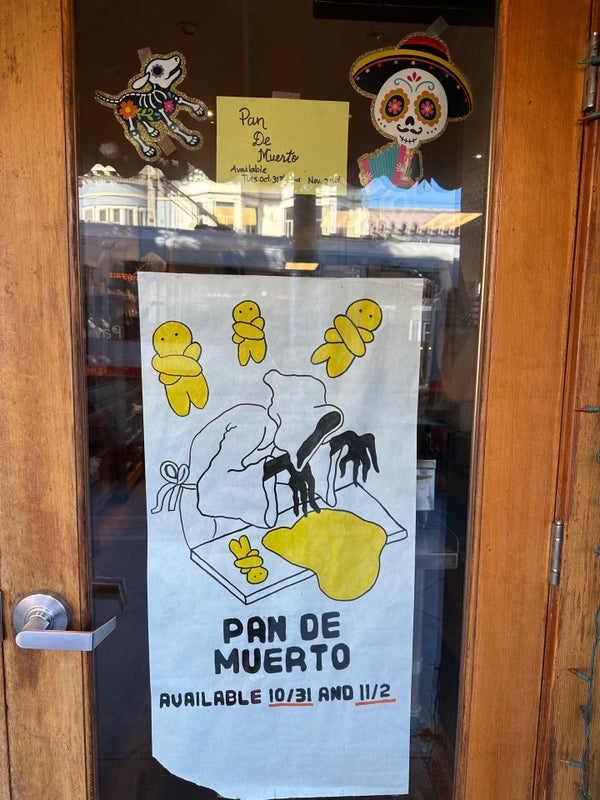 Pan
De
Muerto
Available
Tues Oct. 31st Nov. 2nd
PAN DE
MUERTO
AVAILABLE 10/31 AND 11/2